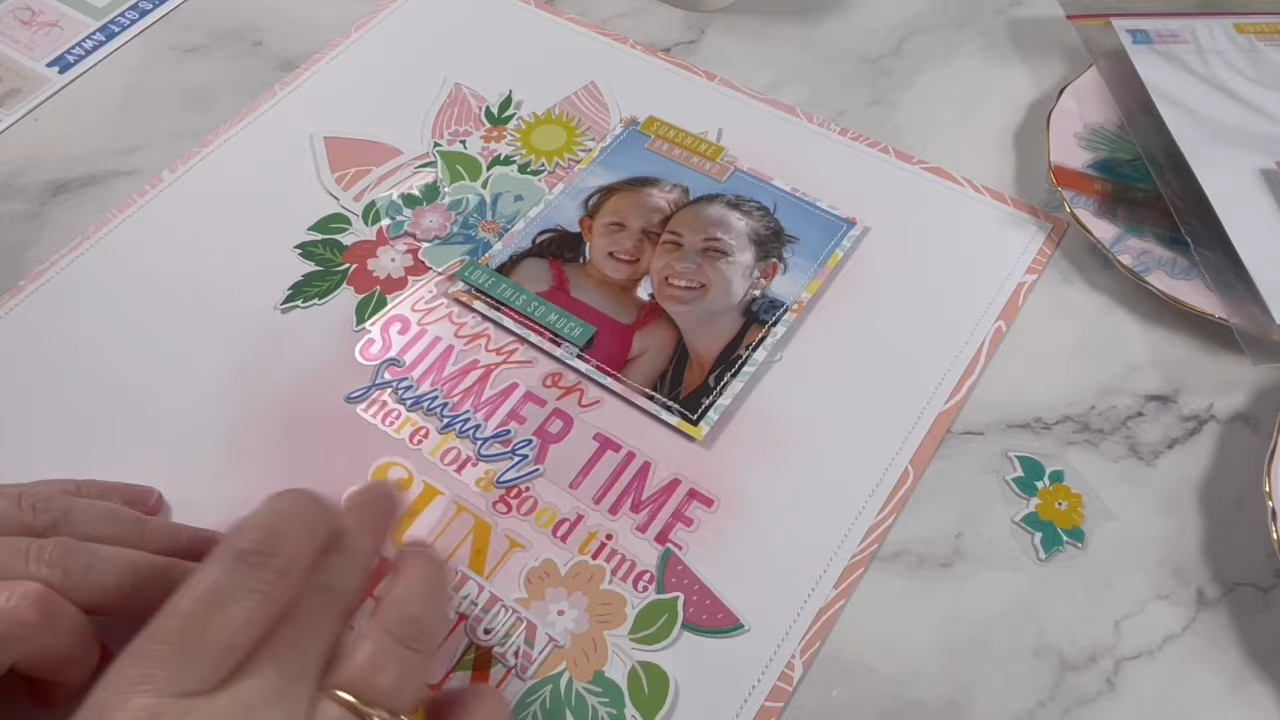 'S GET AWAY
SUNSHINE
ON MY MIND
LOVE THIS SO MUCH
living on
SUMMER TIME
summer
here for a good time
SUN
FUN